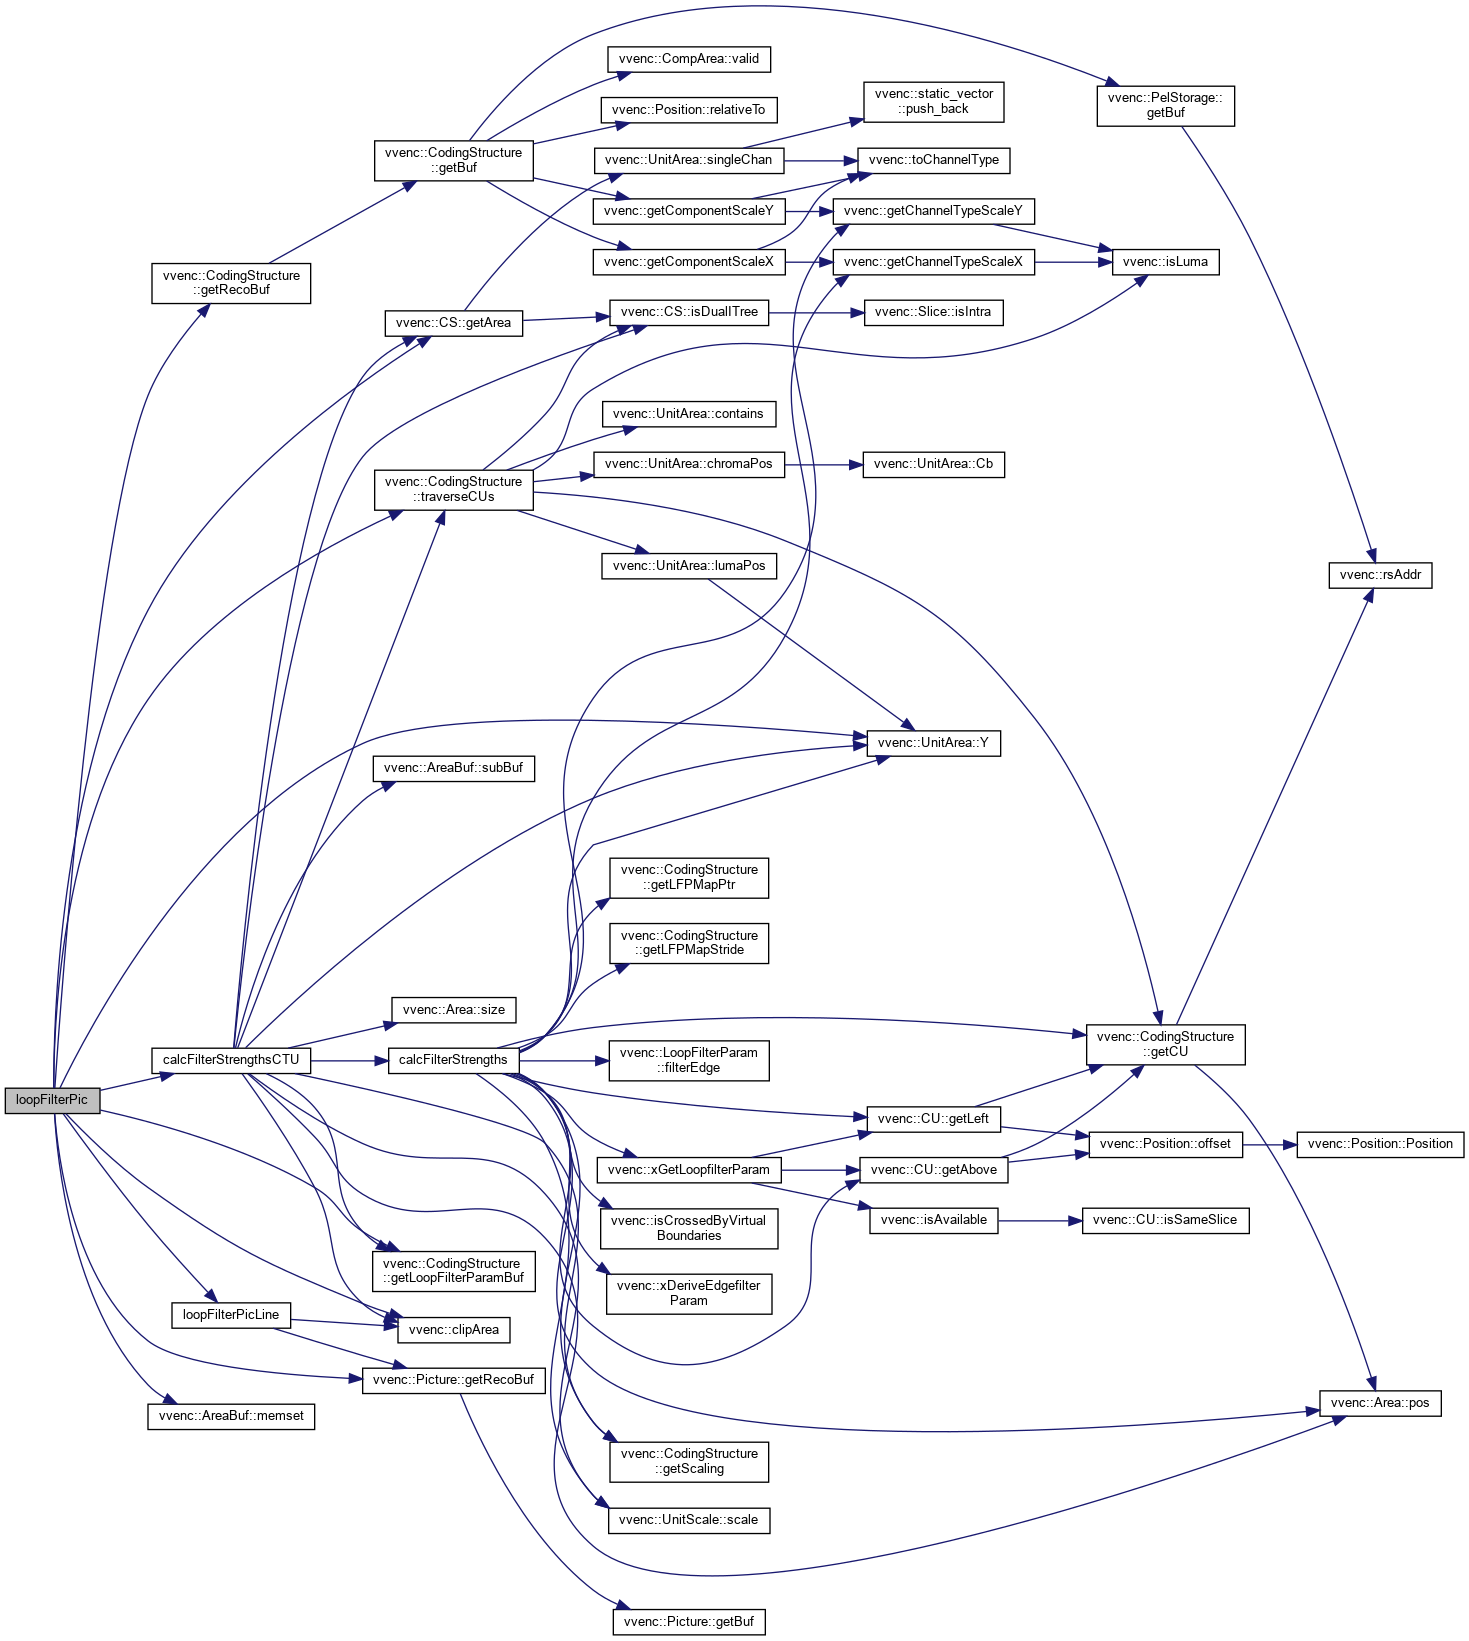 vvenc::CompArea::valid
vvenc::static_vector
::push_back
vvenc::PelStorage::
getBuf
vvenc::Position::relativeTo
vvenc::CodingStructure
::getBuf
vvenc::UnitArea::singleChan
vvenc::toChannelType
vvenc::getComponentScaleY
vvenc::getChannelTypeScaleY
vvenc::getComponentScaleX
vvenc::getChannelTypeScaleX
vvenc::isLuma
vvenc::CodingStructure
::getRecoBuf
vvenc::CS::getArea
vvenc::CS::isDualITree
vvenc::Slice::isIntra
vvenc::UnitArea::contains
vvenc::UnitArea::chromaPos
vvenc::UnitArea::Cb
vvenc::CodingStructure
::traverseCUs
vvenc::UnitArea::lumaPos
vvenc::rsAddr
vvenc::UnitArea::Y
vvenc::AreaBuf::subBuf
vvenc::CodingStructure
::getLFPMapPtr
vvenc::CodingStructure
::getLFPMapStride
vvenc::Area::size
vvenc::CodingStructure
::getCU
calcFilterStrengthsCTU
calcFilterStrengths
vvenc::LoopFilterParam
::filterEdge
loopFilterPic
vvenc::CU::getLeft
vvenc::Position::offset
vvenc::Position::Position
vvenc::xGetLoopfilterParam
vvenc::CU::getAbove
vvenc::isCrossedByVirtual
Boundaries
vvenc::isAvailable
vvenc::CU::isSameSlice
vvenc::CodingStructure
::getLoopFilterParamBuf
vvenc::xDeriveEdgefilter
Param
loopFilterPicLine
vvenc::clipArea
vvenc::Picture::getRecoBuf
vvenc::AreaBuf::memset
vvenc::Area::pos
vvenc::CodingStructure
::getScaling
vvenc::UnitScale::scale
vvenc::Picture::getBuf